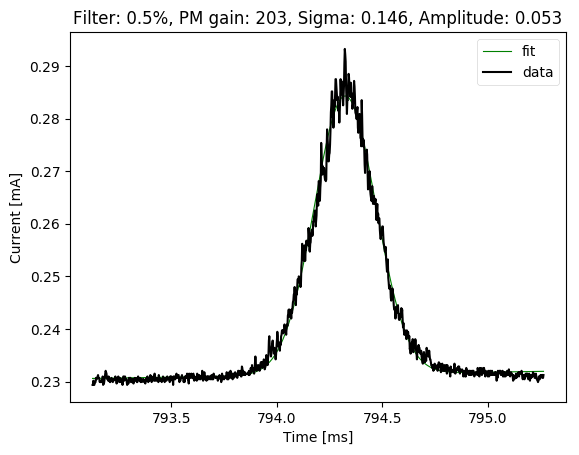 Filter: 0.5%, PM gain: 203, Sigma: 0.146, Amplitude: 0.053
fit
data
0.29
0.28
0.27
0.26
0.25
0.24
0.23
Current [mA]
793.5 794.0 794.5 795.0
Time [ms]